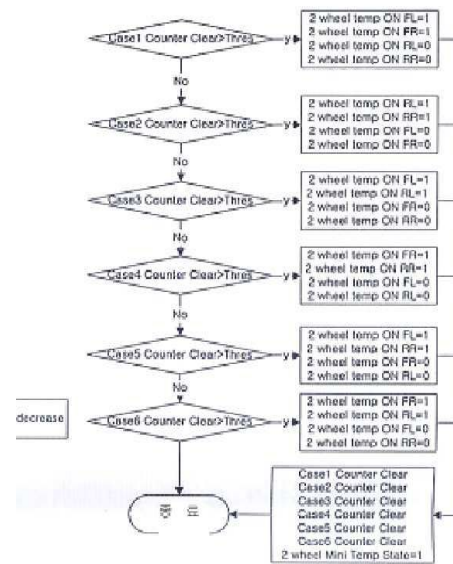 Case1 Counter Clear>Thres
y
2 wheel temp ON FL=1
2 wheel temp ON FR=1
2 wheel temp ON RL=0
2 wheel temp ON RR=0
No
Case2 Counter Clear>Thres
y
2 wheel temp ON RL=1
2 wheel temp ON RR=1
2 wheel temp ON FL=0
2 wheel temp ON FR=0
No
Case3 Counter Clear>Thres
y
2 wheel temp ON FL=1
2 wheel temp ON RL=1
2 wheel temp ON FR=0
2 wheel temp ON RR=0
No
Case4 Counter Clear>Thres
y
2 wheel temp ON FR=1
2 wheel temp ON RR=1
2 wheel temp ON FL=0
2 wheel temp ON RL=0
No
Case5 Counter Clear>Thres
y
2 wheel temp ON FL=1
2 wheel temp ON RR=1
2 wheel temp ON FR=0
2 wheel temp ON RL=0
No
decrease
Case6 Counter Clear>Thres
y
2 wheel temp ON FR=1
2 wheel temp ON RL=1
2 wheel temp ON FL=0
2 wheel temp ON RR=0
Case1 Counter Clear
Case2 Counter Clear
Case3 Counter Clear
Case4 Counter Clear
Case5 Counter Clear
Case6 Counter Clear
2 wheel Mini Temp State=1